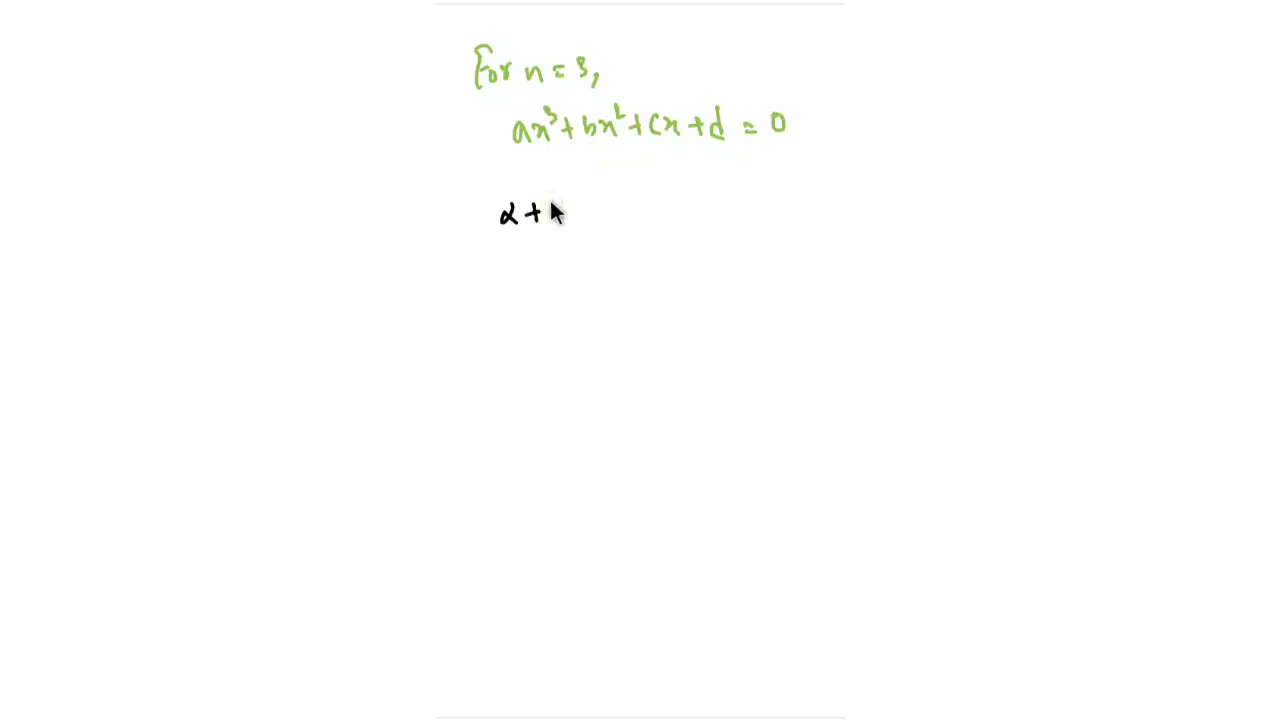 For n = 3,
ax³ + bx² + cx + d = 0
α +